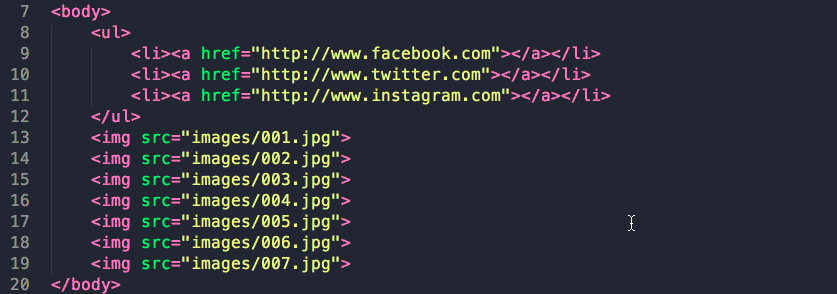 7 <body>
8 <ul>
9 <li><a href="http://www.facebook.com"></a></li>
10 <li><a href="http://www.twitter.com"></a></li>
11 <li><a href="http://www.instagram.com"></a></li>
12 </ul>
13 <img src="images/001.jpg">
14 <img src="images/002.jpg">
15 <img src="images/003.jpg">
16 <img src="images/004.jpg">
17 <img src="images/005.jpg">
18 <img src="images/006.jpg">
19 <img src="images/007.jpg">
20 </body>